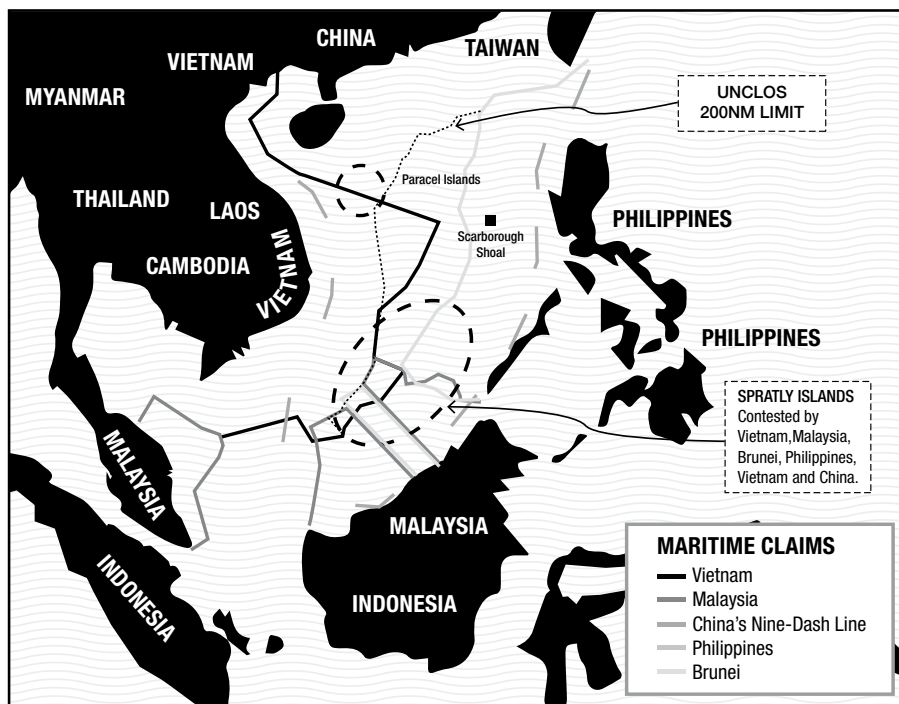 CHINA
TAIWAN
VIETNAM
MYANMAR
UNCLOS
200NM LIMIT
Paracel Islands
THAILAND
LAOS
PHILIPPINES
Scarborough
Shoal
CAMBODIA
VIETNAM
PHILIPPINES
SPRATLY ISLANDS
Contested by
Vietnam,Malaysia,
Brunei, Philippines,
Vietnam and China.
MALAYSIA
MALAYSIA
INDONESIA
INDONESIA
MARITIME CLAIMS
Vietnam
Malaysia
China's Nine-Dash Line
Philippines
Brunei